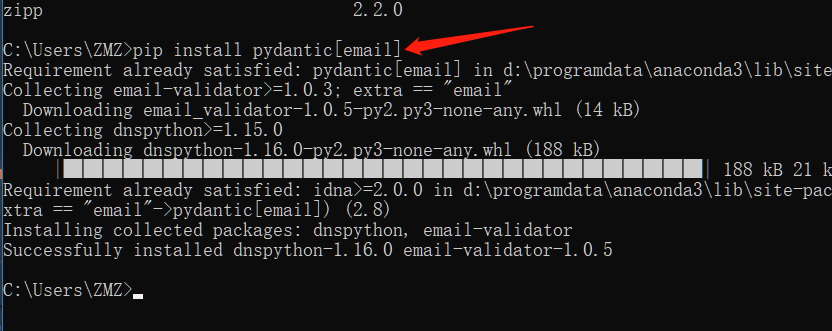 zipp 2.2.0
C:\Users\ZMZ>pip install pydantic[email]
Requirement already satisfied: pydantic[email] in d:\programdata\anaconda3\lib\site
Collecting email-validator>=1.0.3; extra == "email"
Downloading email_validator-1.0.5-py2.py3-none-any.whl (14 kB)
Collecting dnspython>=1.15.0
Downloading dnspython-1.16.0-py2.py3-none-any.whl (188 kB)
188 kB 21 k
Requirement already satisfied: idna>=2.0.0 in d:\programdata\anaconda3\lib\site-pac
xtra == "email"->pydantic[email]) (2.8)
Installing collected packages: dnspython, email-validator
Successfully installed dnspython-1.16.0 email-validator-1.0.5
C:\Users\ZMZ>